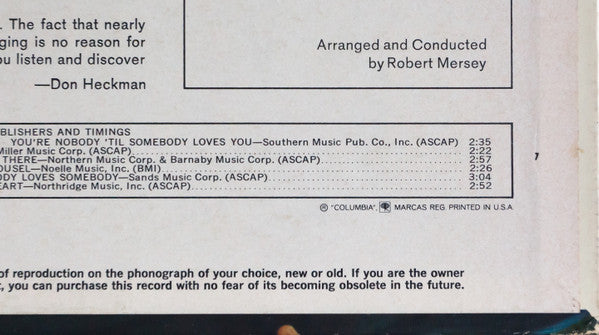 . The fact that nearly
ging is no reason for
u listen and discover
—Don Heckman
Arranged and Conducted
by Robert Mersey
BLISHERS AND TIMINGS
YOU'RE NOBODY 'TIL SOMEBODY LOVES YOU—Southern Music Pub. Co., Inc. (ASCAP) 2:35
Miller Music Corp. (ASCAP) 2:22
THERE—Northern Music Corp. & Barnaby Music Corp. (ASCAP) 2:57
OUSEL—Noelle Music, Inc. (BMI) 2:26
ODY LOVES SOMEBODY—Sands Music Corp. (ASCAP) 3:04
EART—Northridge Music, Inc. (ASCAP) 2:52
® "COLUMBIA", MARCAS REG. PRINTED IN U.S.A.
of reproduction on the phonograph of your choice, new or old. If you are the owner
, you can purchase this record with no fear of its becoming obsolete in the future.